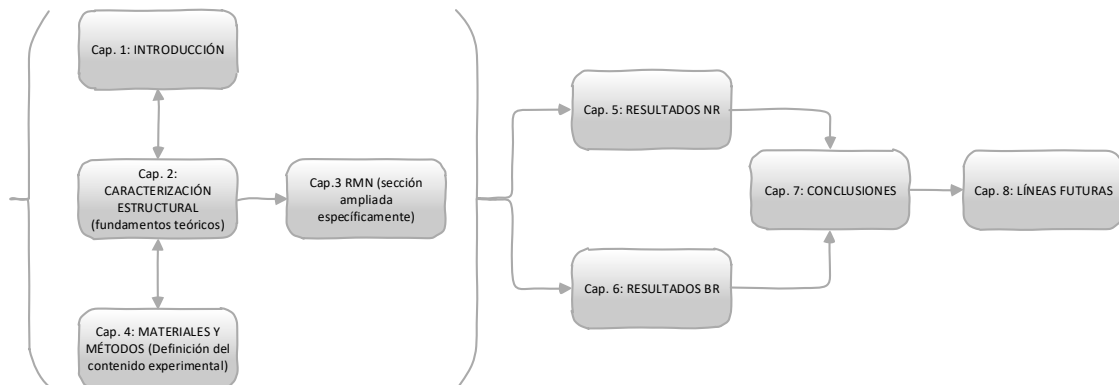 Cap. 1: INTRODUCCIÓN
Cap. 2:
CARACTERIZACIÓN
ESTRUCTURAL
(fundamentos teóricos)
Cap.3 RMN (sección
ampliada
específicamente)
Cap. 4: MATERIALES Y
MÉTODOS (Definición del
contenido experimental)
Cap. 5: RESULTADOS NR
Cap. 6: RESULTADOS BR
Cap. 7: CONCLUSIONES
Cap. 8: LÍNEAS FUTURAS